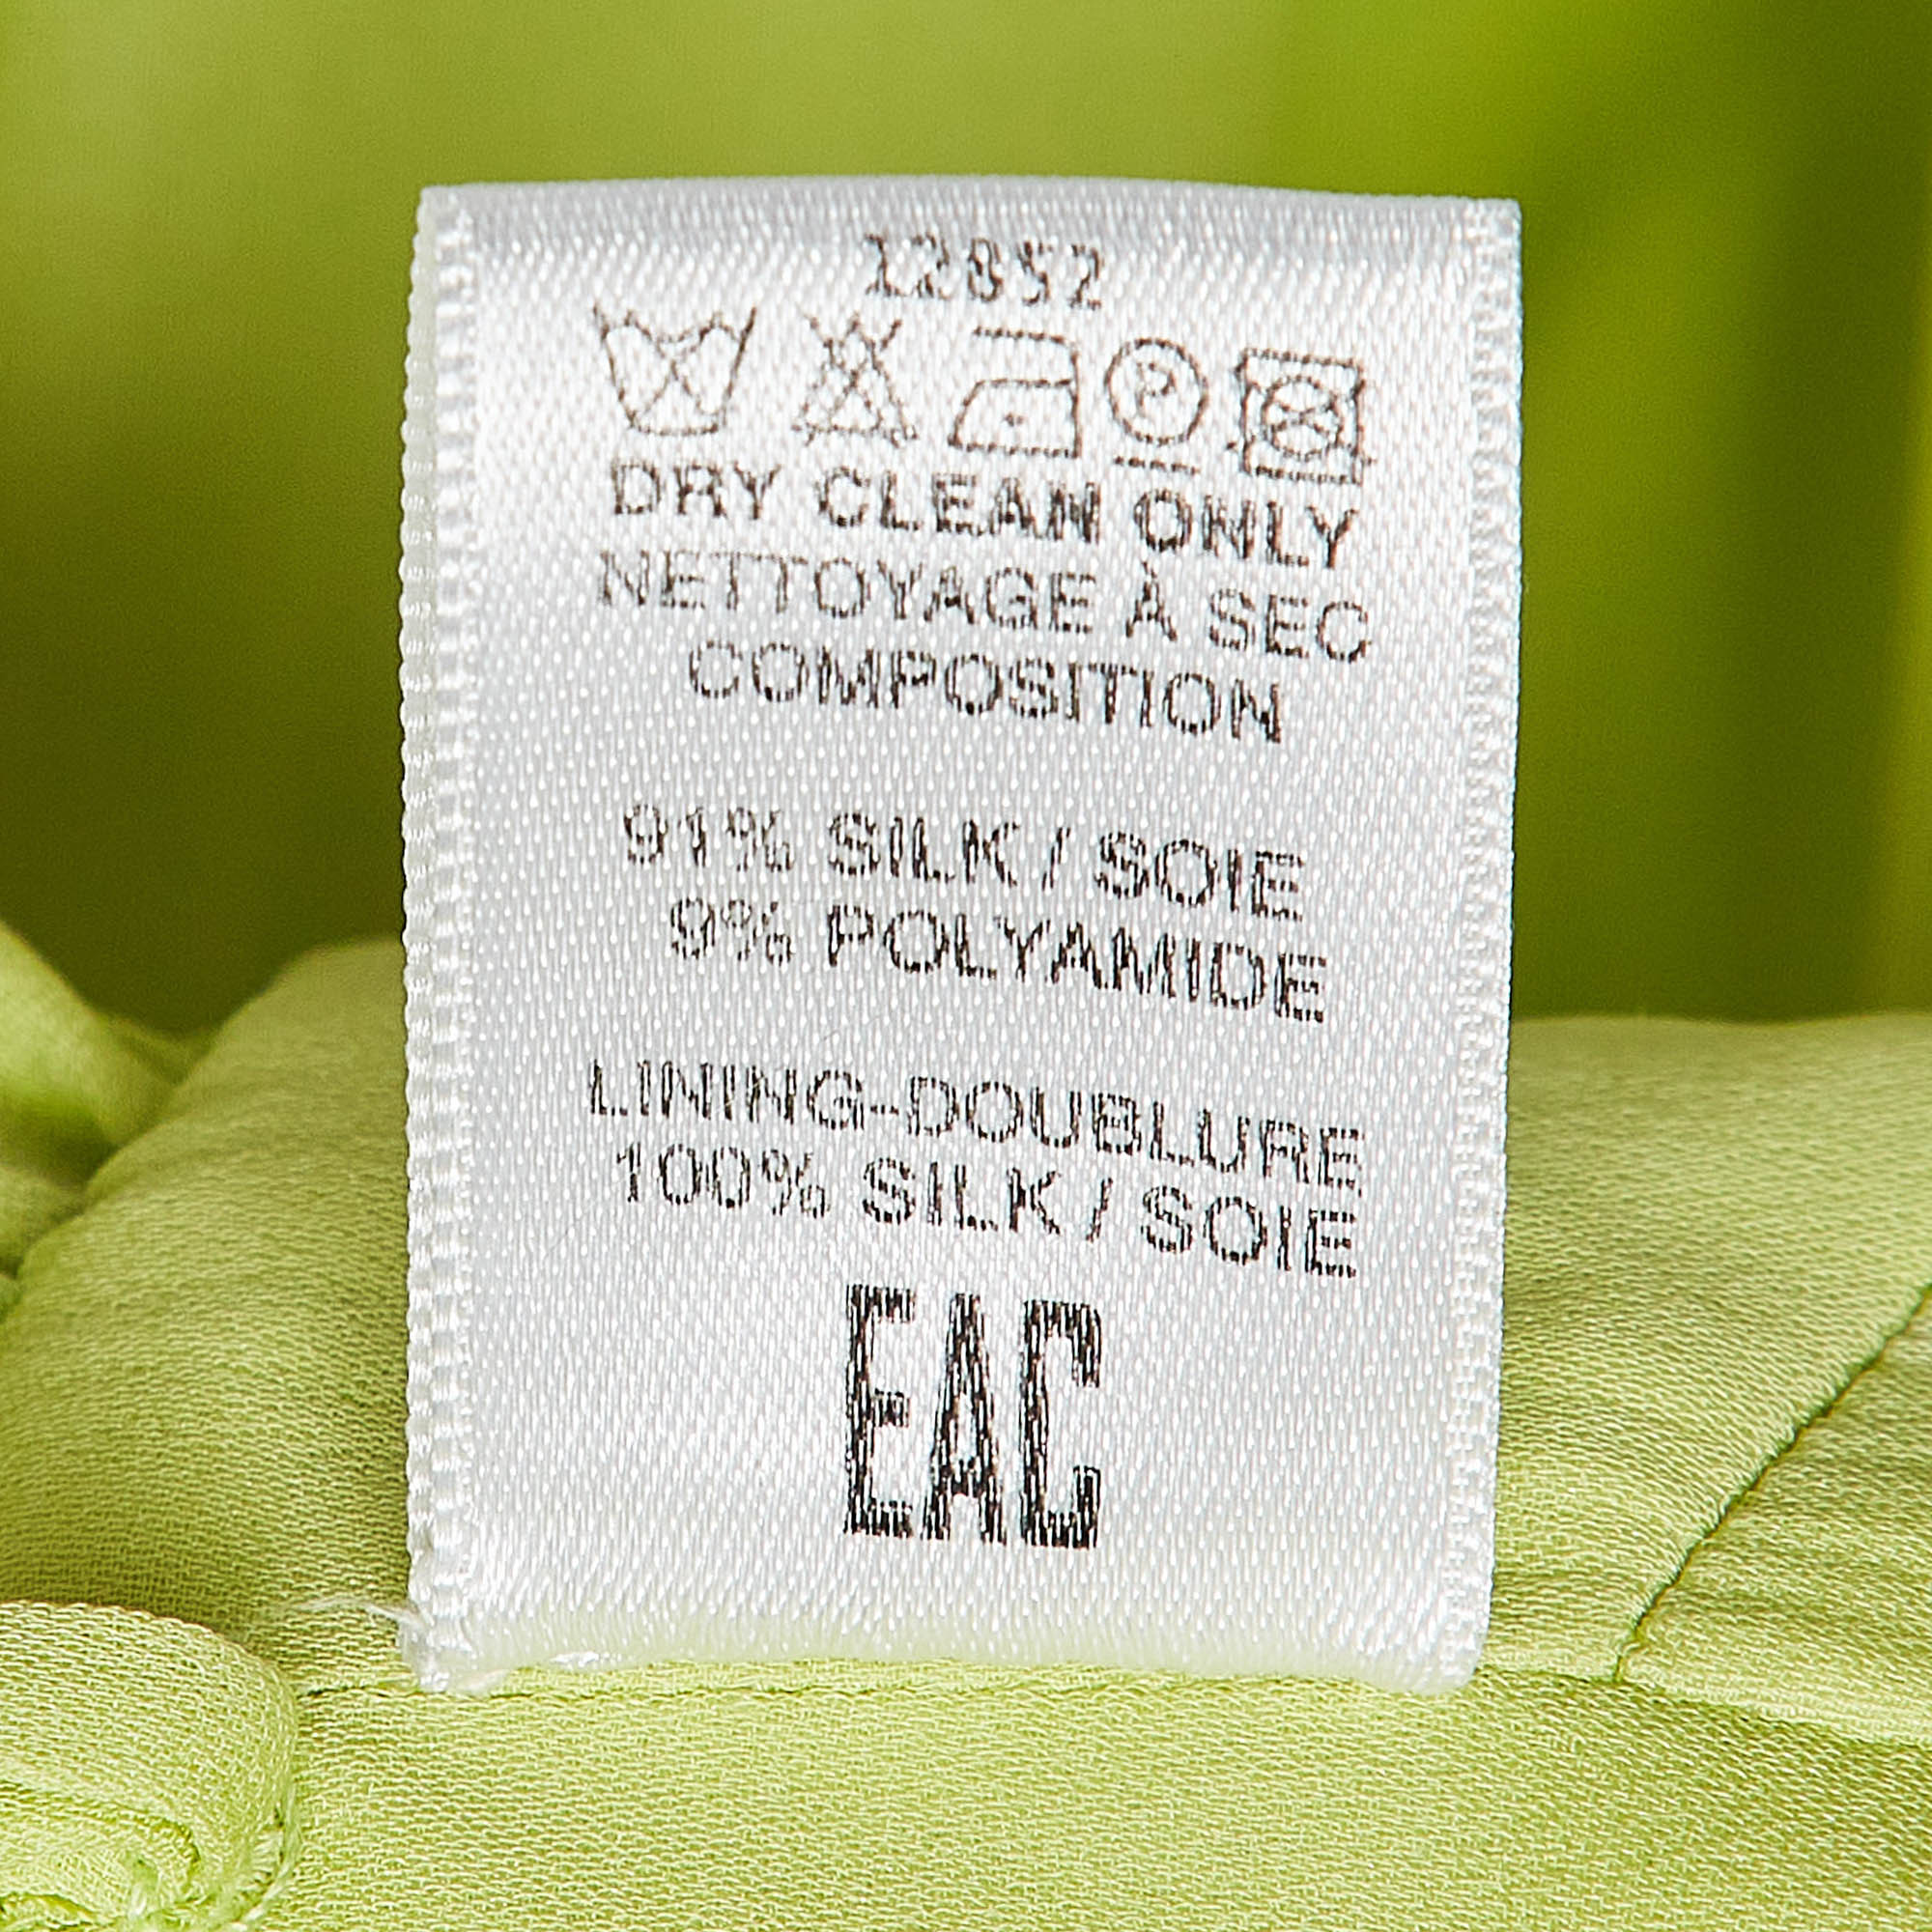 12852
P
DRY CLEAN ONLY
NETTOYAGE À SEC
COMPOSITION
91% SILK / SOIE
9% POLYAMIDE
LINING-DOUBLURE
100% SILK / SOIE
EAC